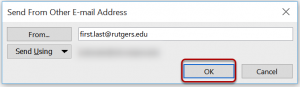 Send From Other E-mail Address
From... first.last@rutgers.edu
Send Using
OK Cancel